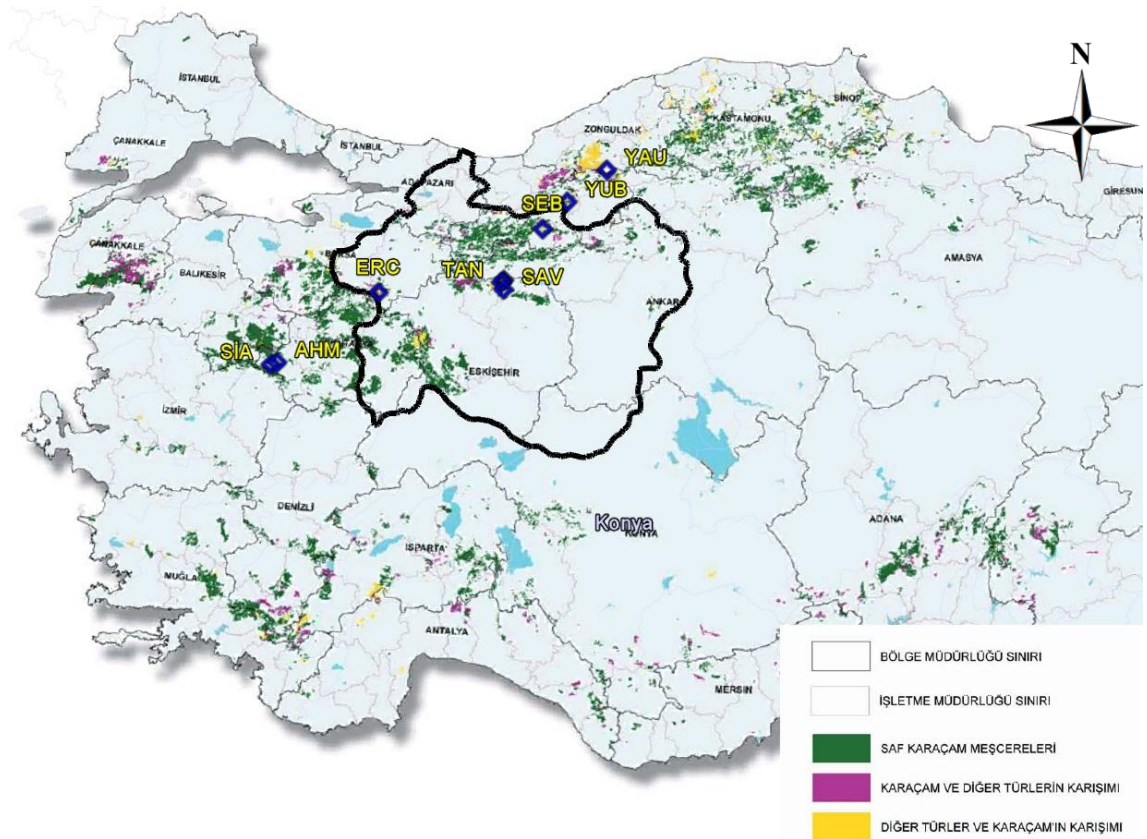 N
İSTANBUL
SİNOP
KASTAMONU
ZONGULDAK
ÇANAKKALE
İSTANBUL
YAU
GİRESUN
ADAPAZARI
YUB
SEB
ÇANAKKALE
AMASYA
BALIKESİR
ERC
TAN
SAV
ANKARA
SİA
AHM
ESKİŞEHİR
İZMİR
DENİZLİ
ADANA
Konya
KONYA
ISPARTA
MUĞLA
ANTALYA
MERSİN
BÖLGE MÜDÜRLÜĞÜ SINIRI
İŞLETME MÜDÜRLÜĞÜ SINIRI
SAF KARAÇAM MEŞCERELERİ
KARAÇAM VE DİĞER TÜRLERİN KARIŞIMI
DİĞER TÜRLER VE KARAÇAM'IN KARIŞIMI